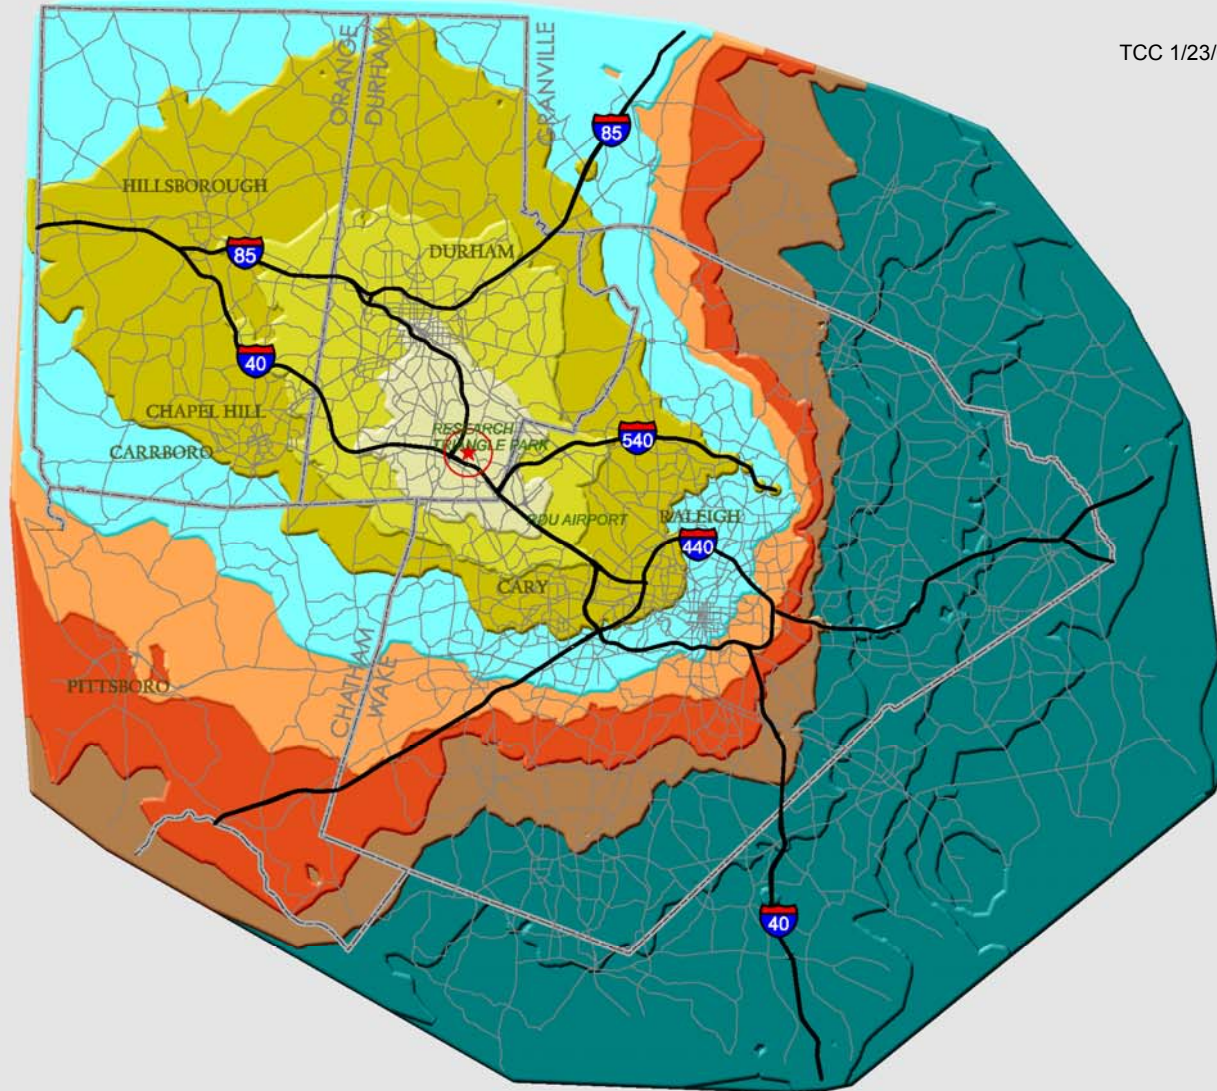 TCC 1/23/
ORANGE
DURHAM
GRANVILLE
85
HILLSBOROUGH
85
DURHAM
40
CHAPEL HILL
CARRBORO
RESEARCH
TRIANGLE PARK
540
RDU AIRPORT
RALEIGH
440
CARY
CHATHAM
WAKE
PITTSBORO
40